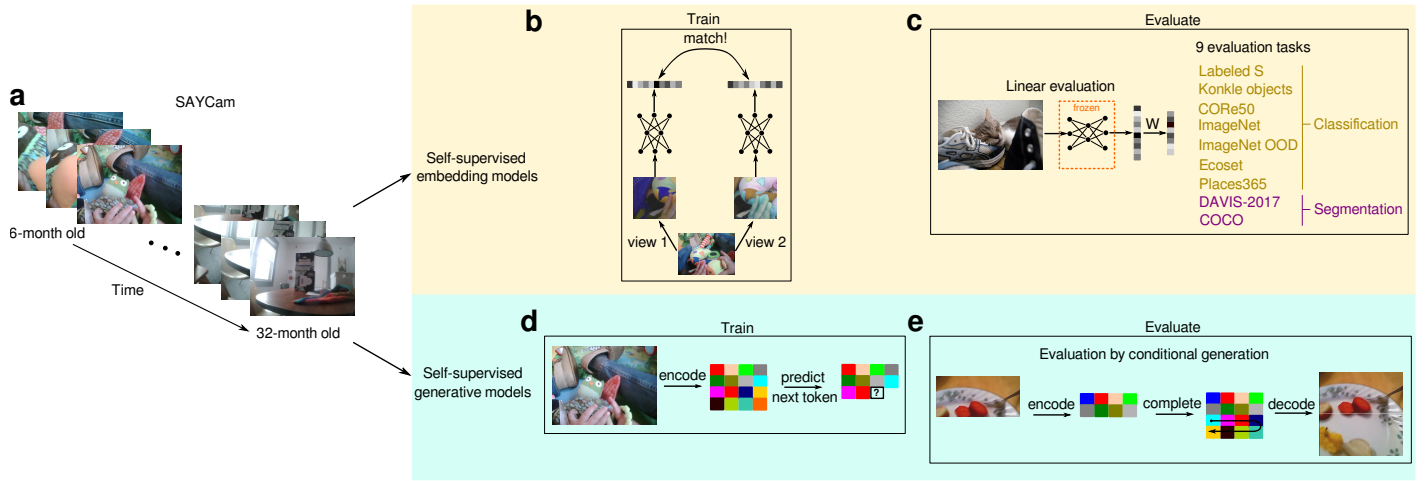 a
SAYCam
6-month old
Time
32-month old
Self-supervised
embedding models
Self-supervised
generative models
b
Train
match!
view 1
view 2
c
Evaluate
9 evaluation tasks
Linear evaluation
frozen
W
Labeled S
Konkle objects
CORe50
ImageNet
ImageNet OOD
Ecoset
Places365
Classification
DAVIS-2017
COCO
Segmentation
d
Train
encode
predict
next token
?
e
Evaluate
Evaluation by conditional generation
encode
complete
decode